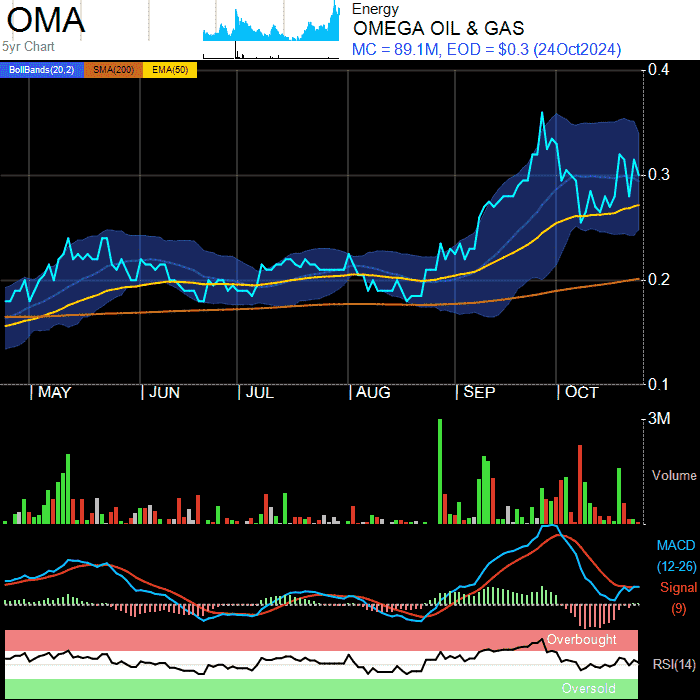 OMA
5yr Chart
Energy
OMEGA OIL & GAS
MC = 89.1M, EOD = $0.3 (24Oct2024)
BollBands(20,2) SMA(200) EMA(50)
0.4
0.3
0.2
0.1
MAY JUN JUL AUG SEP OCT
3M
Volume
MACD
(12-26)
Signal
(9)
Overbought
RSI(14)
Oversold